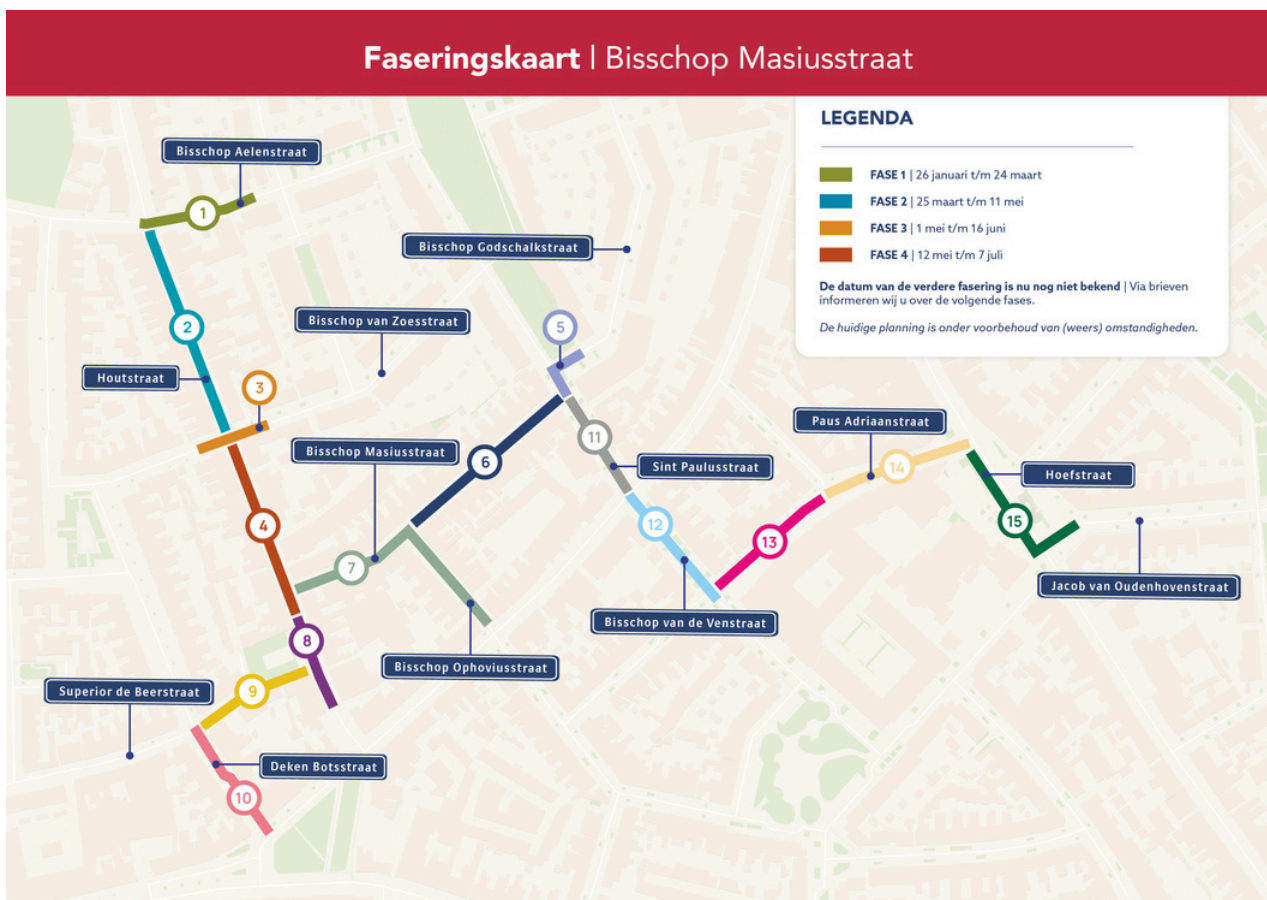 Faseringskaart | Bisschop Masiusstraat
LEGENDA
FASE 1 | 26 januari t/m 24 maart
FASE 2 | 25 maart t/m 11 mei
FASE 3 | 1 mei t/m 16 juni
FASE 4 | 12 mei t/m 7 juli
De datum van de verdere fasering is nu nog niet bekend | Via brieven
informeren wij u over de volgende fases.
De huidige planning is onder voorbehoud van (weers) omstandigheden.
Bisschop Aelenstraat
1
Bisschop Godschalkstraat
Bisschop van Zoesstraat
2
5
Houtstraat
3
Paus Adriaanstraat
Bisschop Masiusstraat
6
11
Sint Paulusstraat
14
Hoefstraat
4
12
15
13
7
Jacob van Oudenhovenstraat
Bisschop van de Venstraat
8
Bisschop Ophoviusstraat
Superior de Beerstraat
9
Deken Botsstraat
10